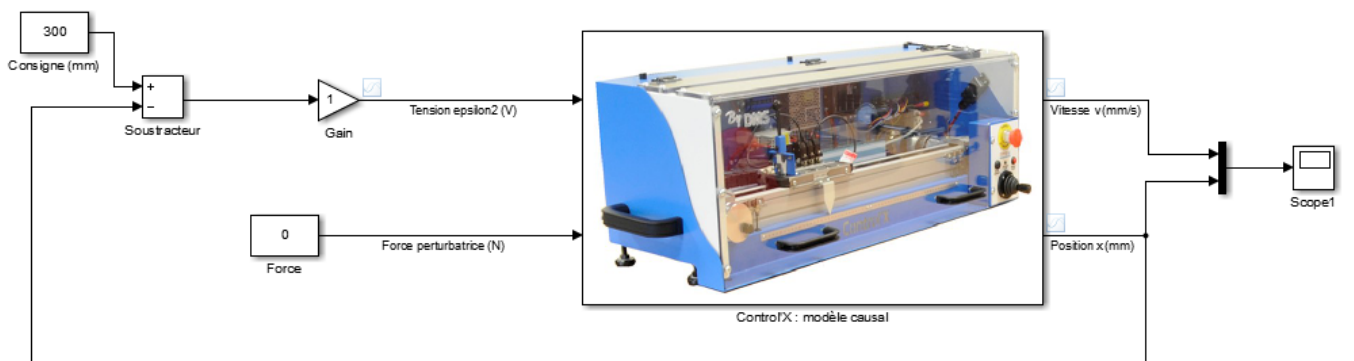 300
Consigne (mm)
+
−
Soustracteur
1
Gain
Tension epsilon2 (V)
0
Force
Force perturbatrice (N)
DMS
Control'X : modèle causal
Vitesse v(mm/s)
Position x(mm)
Scope1